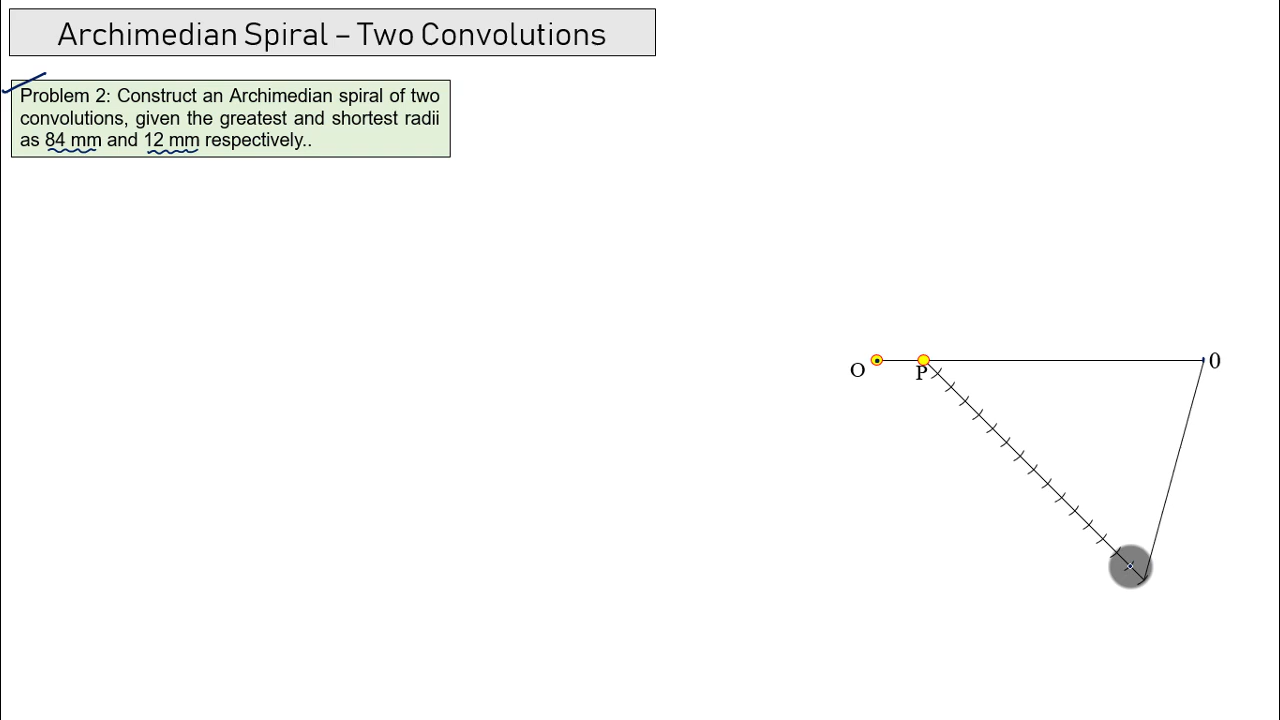 Archimedian Spiral – Two Convolutions
Problem 2: Construct an Archimedian spiral of two
convolutions, given the greatest and shortest radii
as 84 mm and 12 mm respectively..
O
P
0